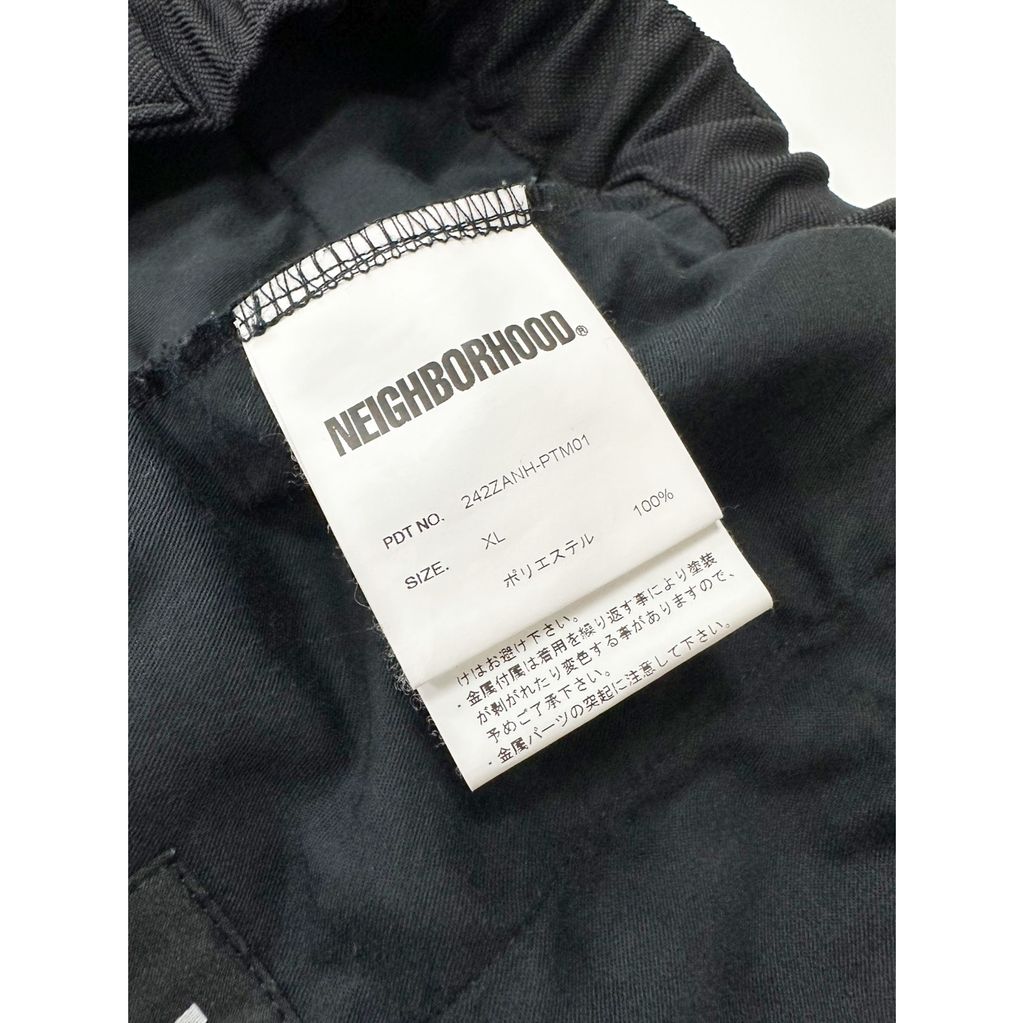 NEIGHBORHOOD®
PDT NO. 242ZANH-PTM01
SIZE. XL
ポリエステル 100%
けはお避け下さい。
・金属付属は着用を繰り返す事により塗装
が剥がれたり変色する事がありますので、
予めご了承下さい。
・金属パーツの突起に注意して下さい。